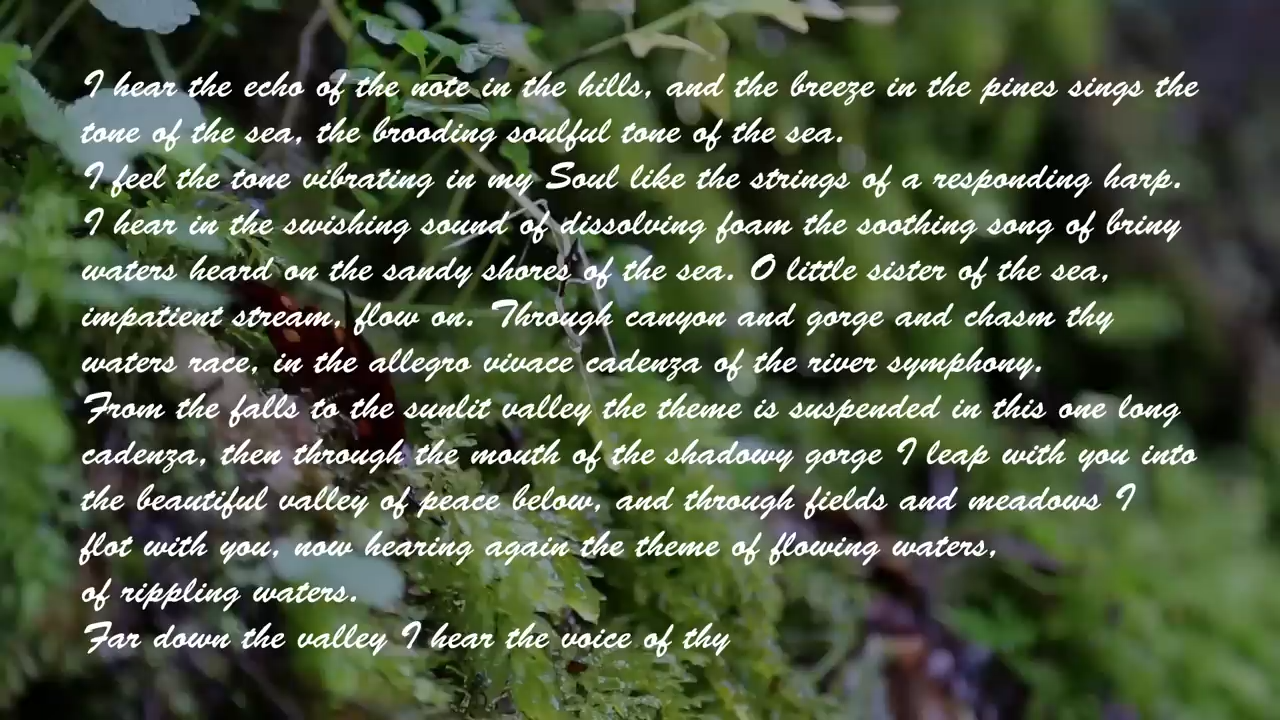 I hear the echo of the note in the hills, and the breeze in the pines sings the
tone of the sea, the brooding soulful tone of the sea.
I feel the tone vibrating in my Soul like the strings of a responding harp.
I hear in the swishing sound of dissolving foam the soothing song of briny
waters heard on the sandy shores of the sea. O little sister of the sea,
impatient stream, flow on. Through canyon and gorge and chasm thy
waters race, in the allegro vivace cadenza of the river symphony.
From the falls to the sunlit valley the theme is suspended in this one long
cadenza, then through the mouth of the shadowy gorge I leap with you into
the beautiful valley of peace below, and through fields and meadows I
flot with you, now hearing again the theme of flowing waters,
of rippling waters.
Far down the valley I hear the voice of thy